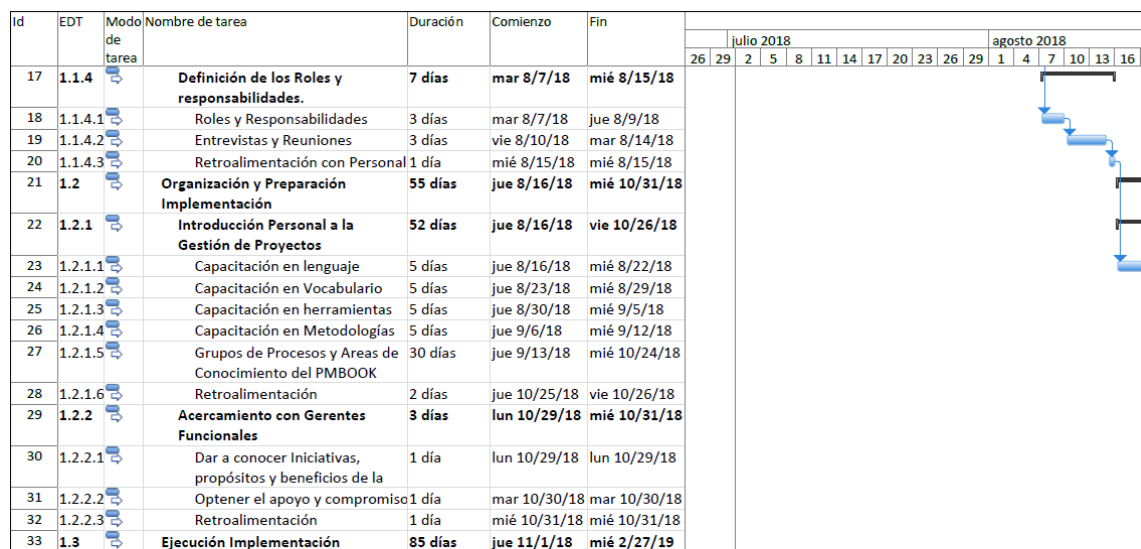 Id EDT Modo de tarea Nombre de tarea Duración Comienzo Fin
julio 2018 agosto 2018
26 29 2 5 8 11 14 17 20 23 26 29 1 4 7 10 13 16
17 1.1.4 Definición de los Roles y responsabilidades. 7 días mar 8/7/18 mié 8/15/18
18 1.1.4.1 Roles y Responsabilidades 3 días mar 8/7/18 jue 8/9/18
19 1.1.4.2 Entrevistas y Reuniones 3 días vie 8/10/18 mar 8/14/18
20 1.1.4.3 Retroalimentación con Personal 1 día mié 8/15/18 mié 8/15/18
21 1.2 Organización y Preparación Implementación 55 días jue 8/16/18 mié 10/31/18
22 1.2.1 Introducción Personal a la Gestión de Proyectos 52 días jue 8/16/18 vie 10/26/18
23 1.2.1.1 Capacitación en lenguaje 5 días jue 8/16/18 mié 8/22/18
24 1.2.1.2 Capacitación en Vocabulario 5 días jue 8/23/18 mié 8/29/18
25 1.2.1.3 Capacitación en herramientas 5 días jue 8/30/18 mié 9/5/18
26 1.2.1.4 Capacitación en Metodologías 5 días jue 9/6/18 mié 9/12/18
27 1.2.1.5 Grupos de Procesos y Areas de Conocimiento del PMBOOK 30 días jue 9/13/18 mié 10/24/18
28 1.2.1.6 Retroalimentación 2 días jue 10/25/18 vie 10/26/18
29 1.2.2 Acercamiento con Gerentes Funcionales 3 días lun 10/29/18 mié 10/31/18
30 1.2.2.1 Dar a conocer Iniciativas, propósitos y beneficios de la 1 día lun 10/29/18 lun 10/29/18
31 1.2.2.2 Optener el apoyo y compromiso 1 día mar 10/30/18 mar 10/30/18
32 1.2.2.3 Retroalimentación 1 día mié 10/31/18 mié 10/31/18
33 1.3 Ejecución Implementación 85 días jue 11/1/18 mié 2/27/19